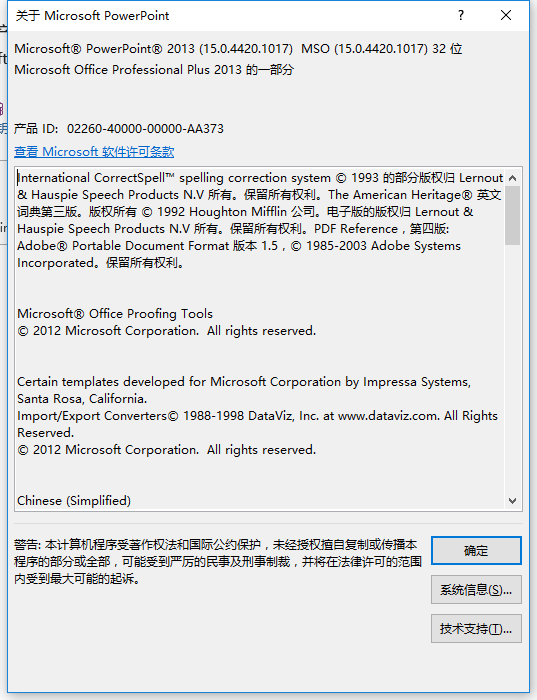 关于 Microsoft PowerPoint
Microsoft® PowerPoint® 2013 (15.0.4420.1017)  MSO (15.0.4420.1017) 32 位
Microsoft Office Professional Plus 2013 的一部分
产品 ID:  02260-40000-00000-AA373
查看 Microsoft 软件许可条款
International CorrectSpell™ spelling correction system © 1993 的部分版权归 Lernout
& Hauspie Speech Products N.V 所有。保留所有权利。The American Heritage® 英文
词典第三版。版权所有 © 1992 Houghton Mifflin 公司。电子版的版权归 Lernout &
Hauspie Speech Products N.V 所有。保留所有权利。PDF Reference，第四版:
Adobe® Portable Document Format 版本 1.5，© 1985-2003 Adobe Systems
Incorporated。保留所有权利。
Microsoft® Office Proofing Tools
© 2012 Microsoft Corporation.  All rights reserved.
Certain templates developed for Microsoft Corporation by Impressa Systems,
Santa Rosa, California.
Import/Export Converters© 1988-1998 DataViz, Inc. at www.dataviz.com. All Rights
Reserved.
© 2012 Microsoft Corporation.  All rights reserved.
Chinese (Simplified)
警告: 本计算机程序受著作权法和国际公约保护，未经授权擅自复制或传播本
程序的部分或全部，可能受到严厉的民事及刑事制裁，并将在法律许可的范围
内受到最大可能的起诉。
确定
系统信息(S)...
技术支持(T)...